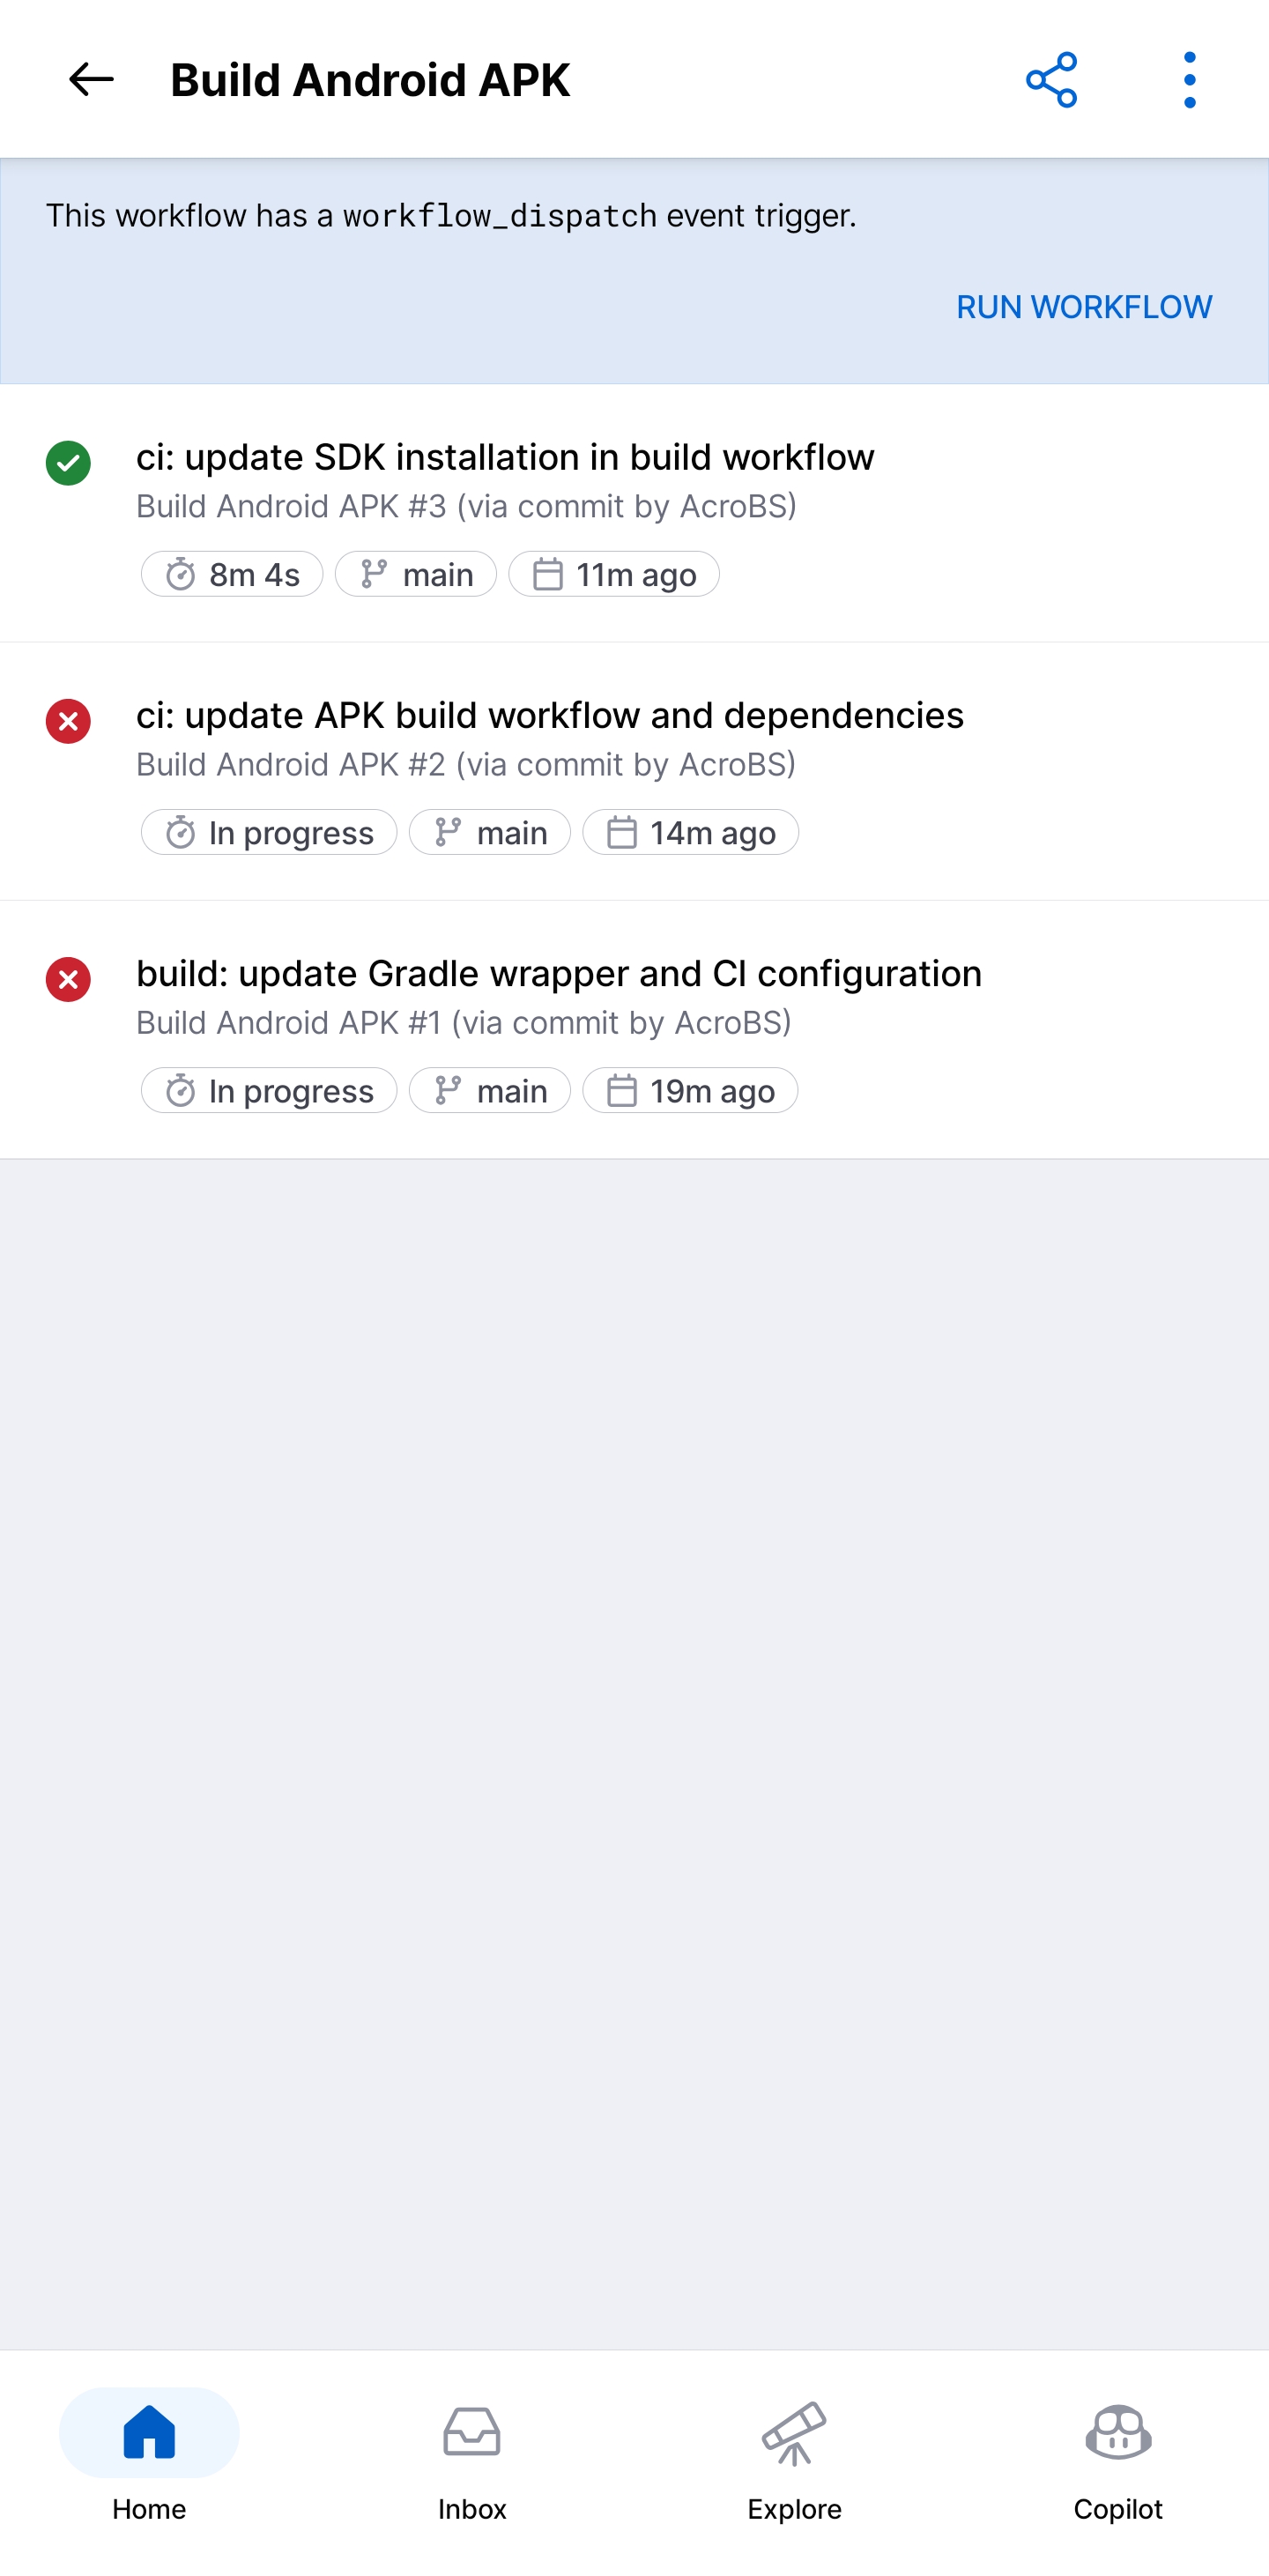 Build Android APK
This workflow has a workflow_dispatch event trigger.
RUN WORKFLOW
ci: update SDK installation in build workflow
Build Android APK #3 (via commit by AcroBS)
8m 4s main 11m ago
ci: update APK build workflow and dependencies
Build Android APK #2 (via commit by AcroBS)
In progress main 14m ago
build: update Gradle wrapper and CI configuration
Build Android APK #1 (via commit by AcroBS)
In progress main 19m ago
Home Inbox Explore Copilot